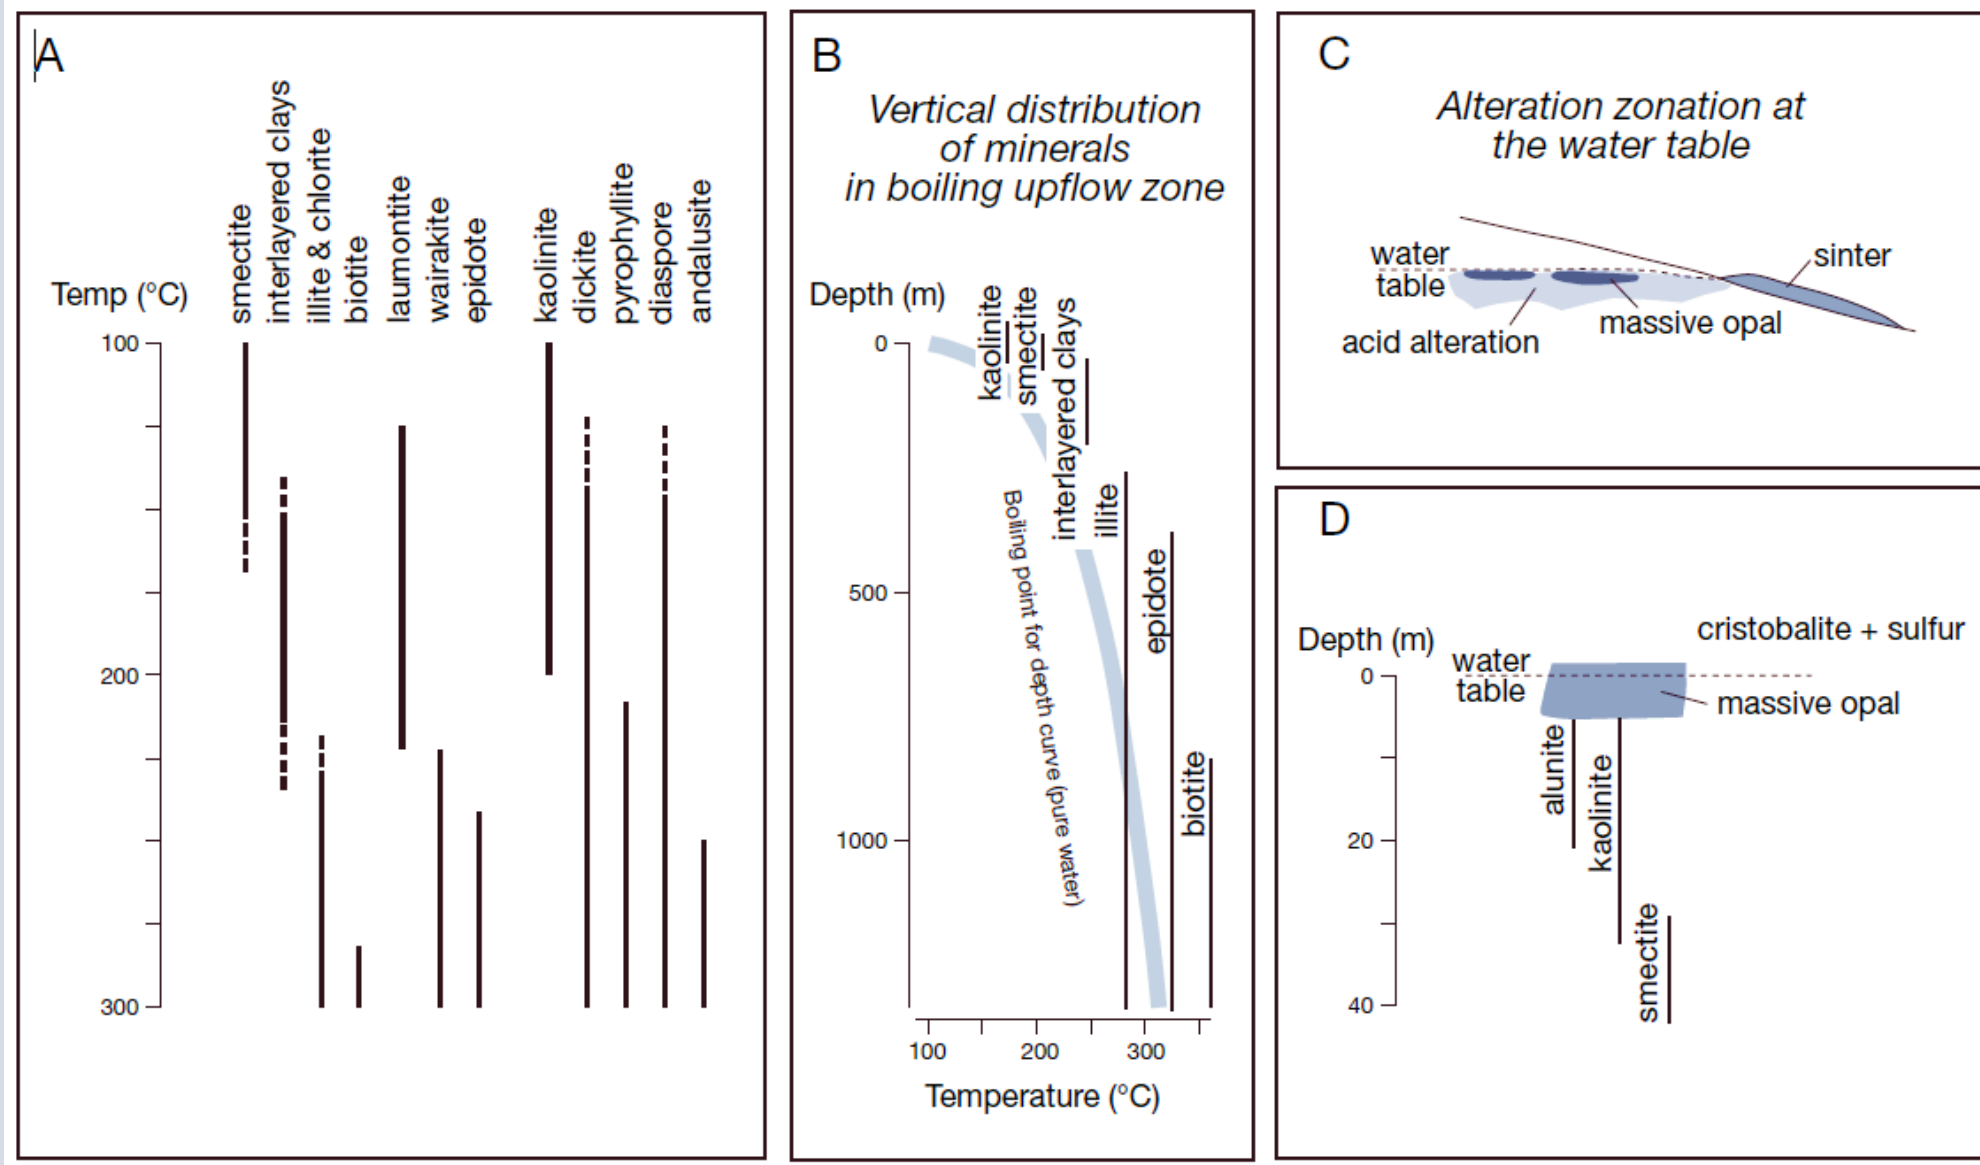 A
smectite
interlayered clays
illite & chlorite
biotite
laumontite
wairakite
epidote
kaolinite
dickite
pyrophyllite
diaspore
andalusite
Temp (°C)
100
200
300
B
Vertical distribution
of minerals
in boiling upflow zone
Depth (m)
0
500
1000
kaolinite
smectite
interlayered clays
illite
epidote
biotite
Boiling point for depth curve (pure water)
100
200
300
Temperature (°C)
C
Alteration zonation at
the water table
water
table
sinter
massive opal
acid alteration
D
cristobalite + sulfur
Depth (m)
water
table
massive opal
0
20
40
alunite
kaolinite
smectite